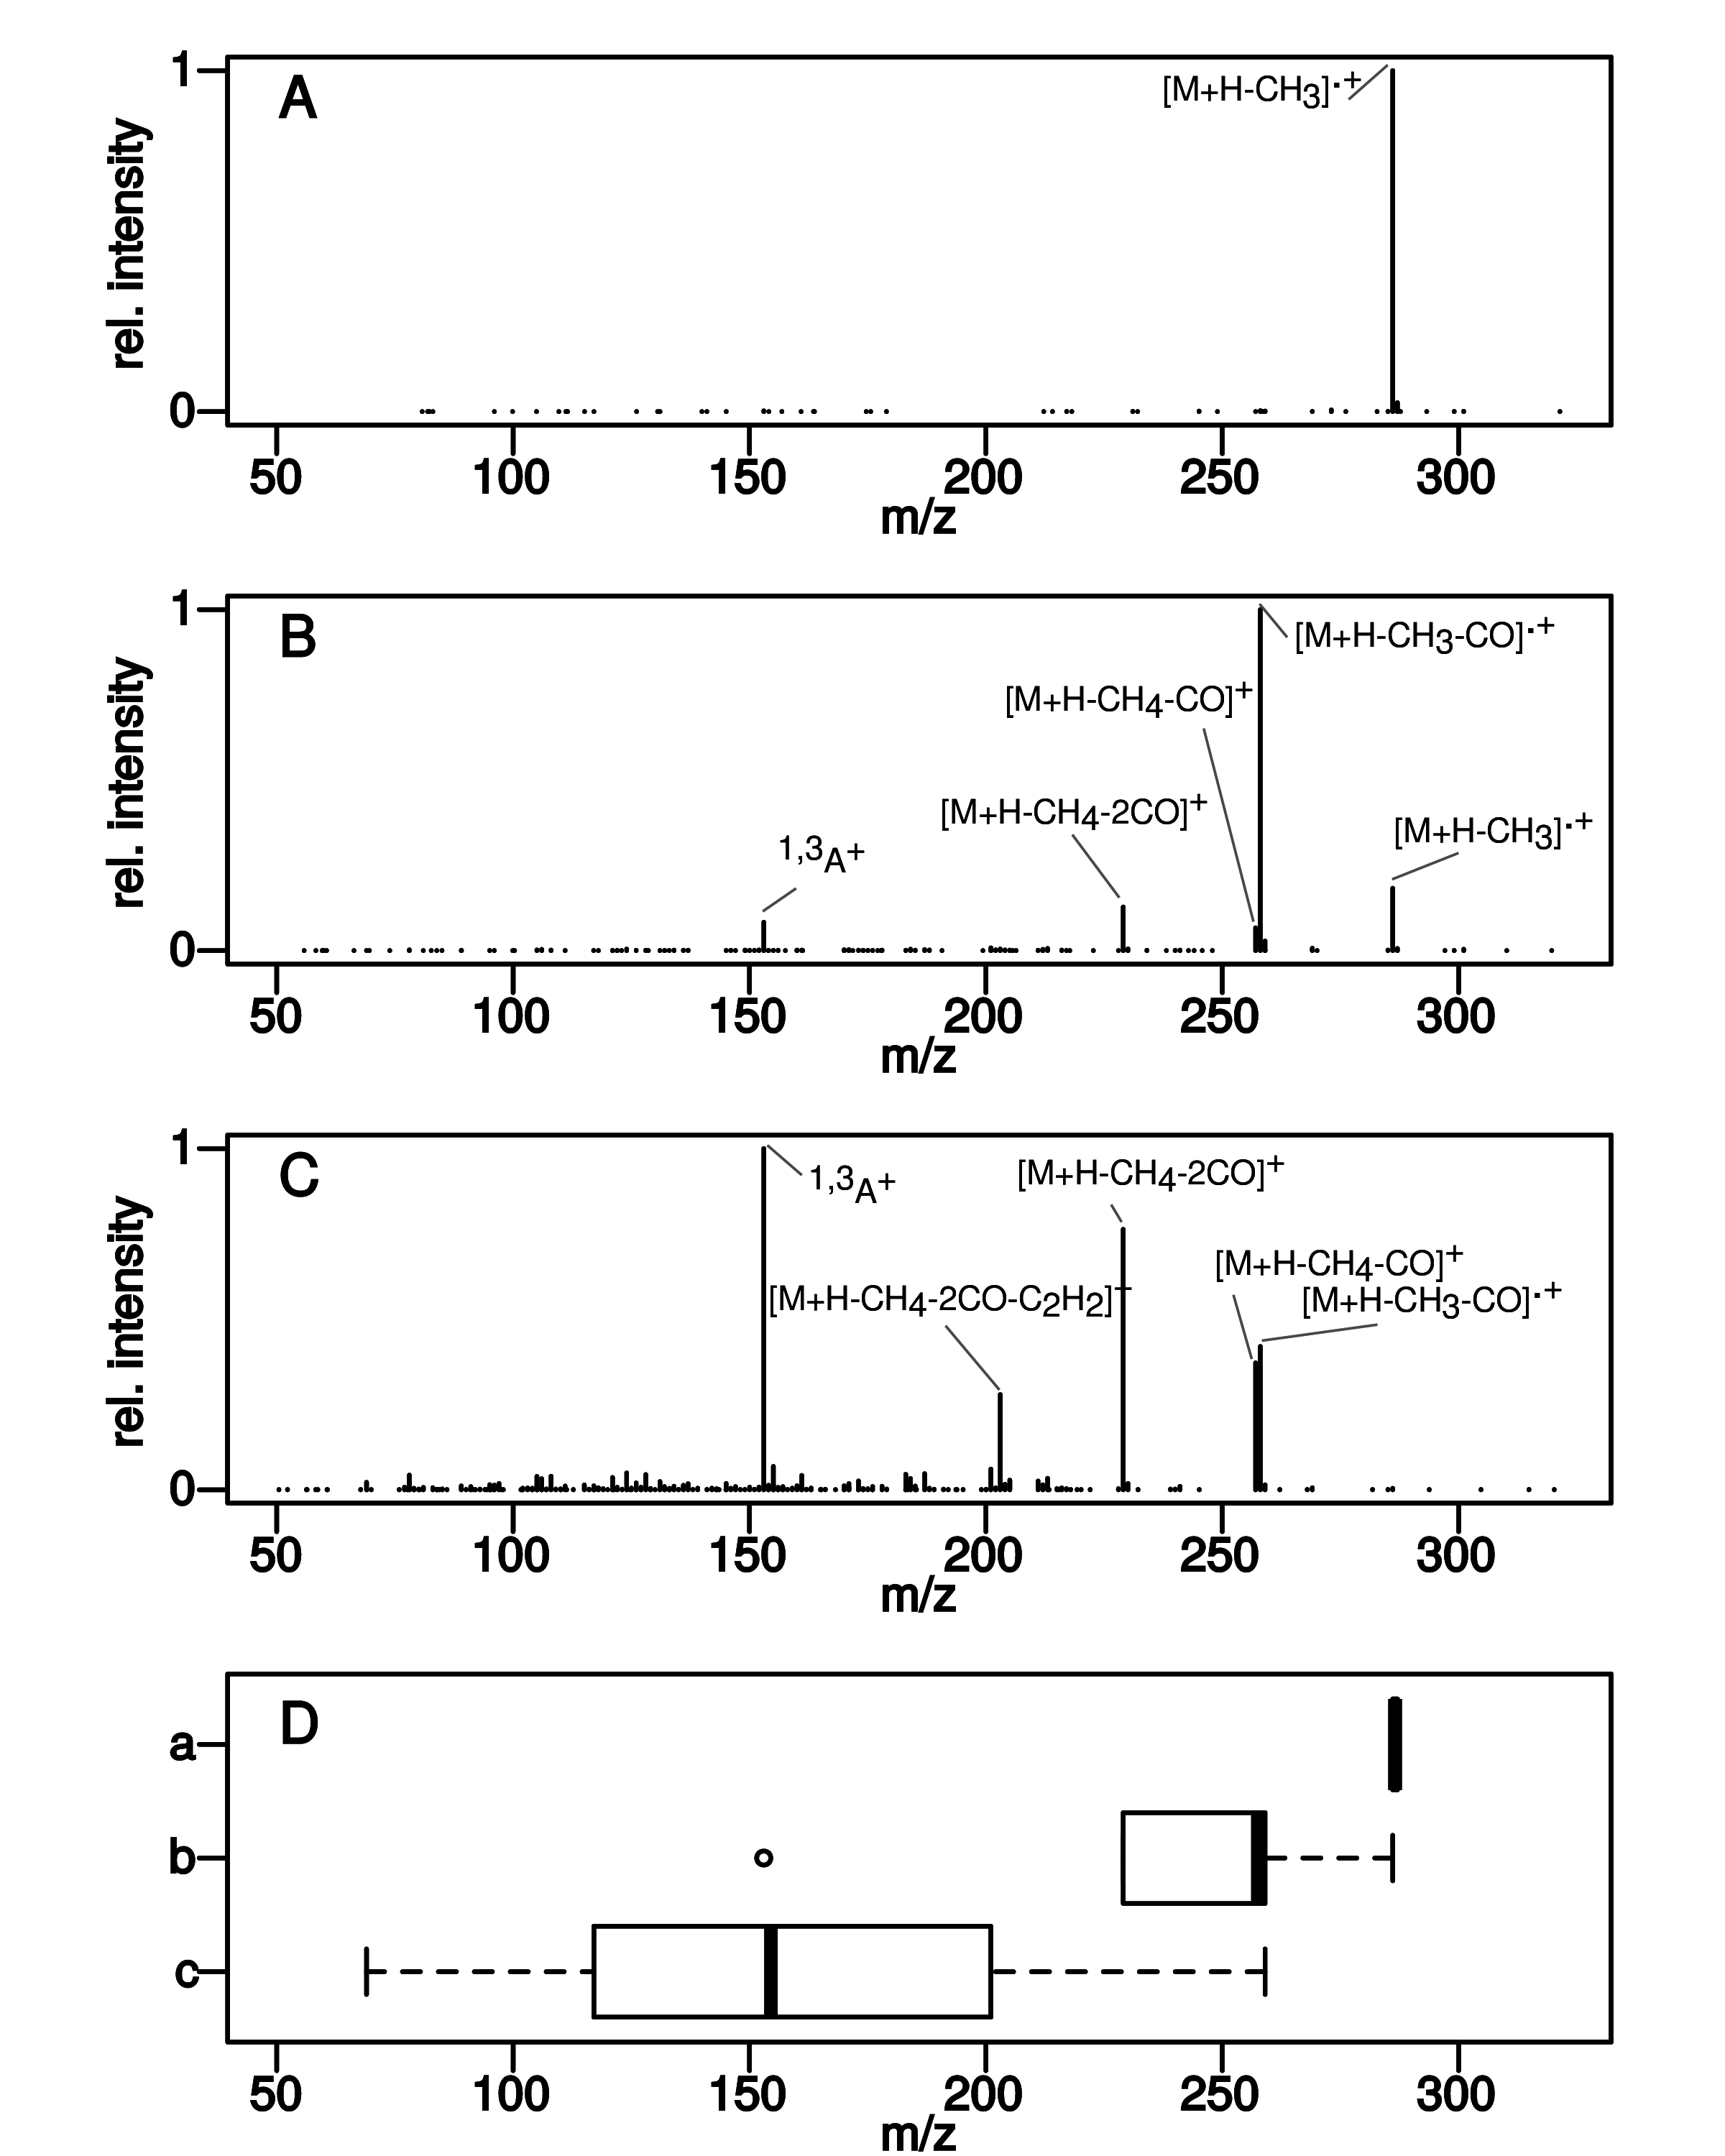 A
[M+H-CH3]·+
rel. intensity
1
0
50 100 150 200 250 300
m/z
B
[M+H-CH3-CO]·+
[M+H-CH4-CO]+
[M+H-CH4-2CO]+
[M+H-CH3]·+
1,3A+
rel. intensity
1
0
50 100 150 200 250 300
m/z
C
1,3A+
[M+H-CH4-2CO]+
[M+H-CH4-CO]+
[M+H-CH4-2CO-C2H2]+
[M+H-CH3-CO]·+
rel. intensity
1
0
50 100 150 200 250 300
m/z
D
a
b
c
50 100 150 200 250 300
m/z